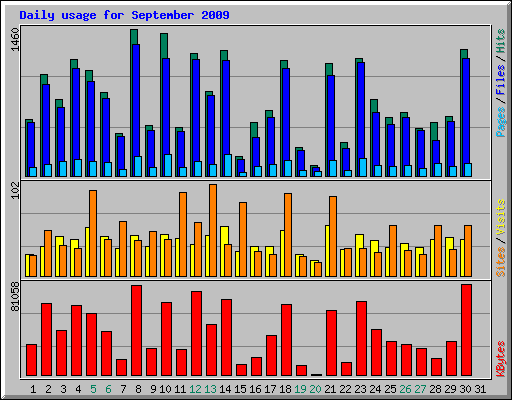 Daily usage for September 2009
1460
Pages / Files / Hits
102
Sites / Visits
81058
KBytes
1 2 3 4 5 6 7 8 9 10 11 12 13 14 15 16 17 18 19 20 21 22 23 24 25 26 27 28 29 30 31